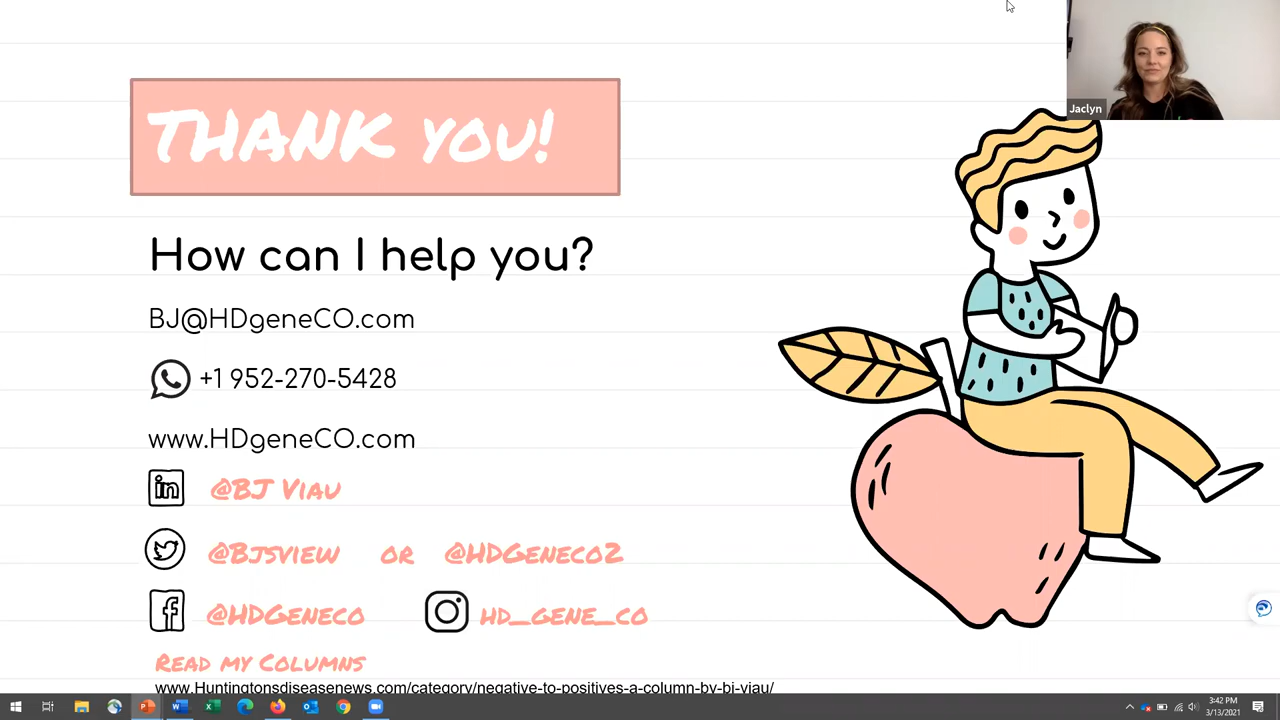 Jaclyn
THANK you!
How can I help you?
BJ@HDgeneCO.com
+1 952-270-5428
www.HDgeneCO.com
in @BJ Viau
@Bjsview or @HDGeneco2
@HDGeneco HD_GENE_CO
Read my Columns
www.Huntingtonsdiseasenews.com/category/negative-to-positives-a-column-by-bj-viau/
3:42 PM
3/13/2021